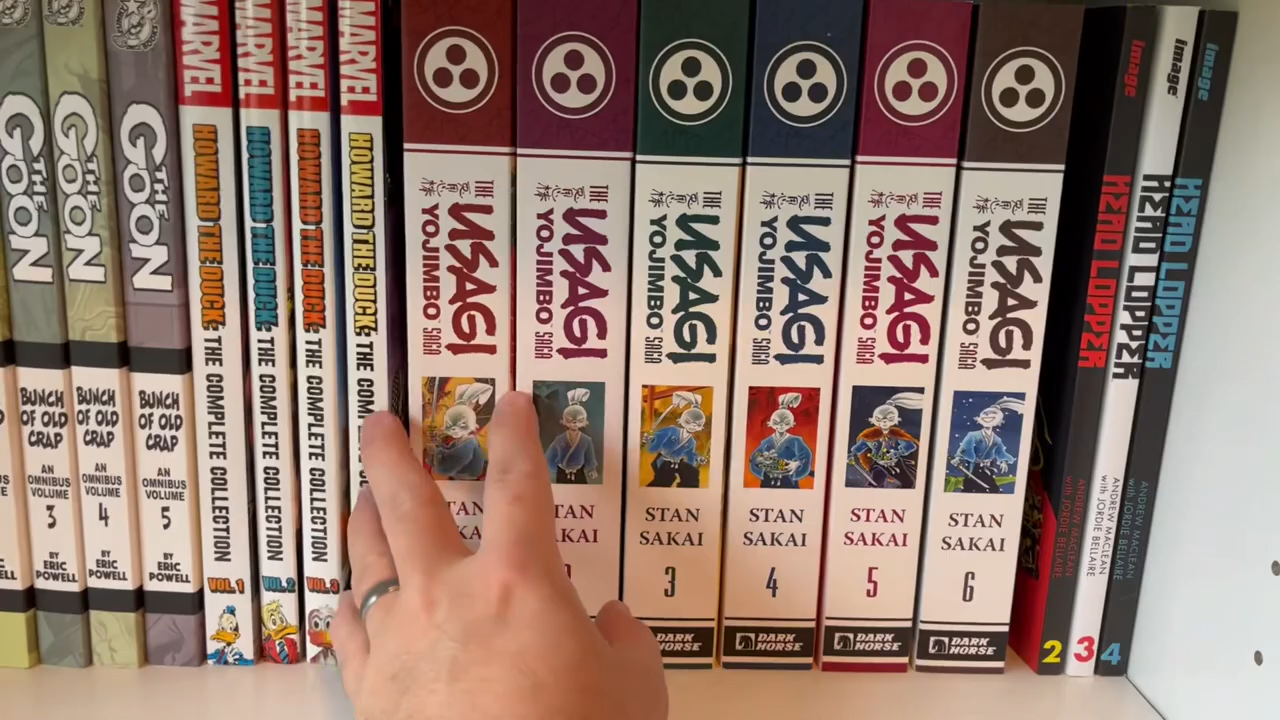 THE GOON
BUNCH OF OLD CRAP
AN OMNIBUS VOLUME 3
BY ERIC POWELL
THE GOON
BUNCH OF OLD CRAP
AN OMNIBUS VOLUME 4
BY ERIC POWELL
THE GOON
BUNCH OF OLD CRAP
AN OMNIBUS VOLUME 5
BY ERIC POWELL
MARVEL
HOWARD THE DUCK: THE COMPLETE COLLECTION
VOL. 1
MARVEL
HOWARD THE DUCK: THE COMPLETE COLLECTION
VOL. 2
MARVEL
HOWARD THE DUCK: THE COMPLETE COLLECTION
VOL. 3
MARVEL
HOWARD THE DUCK: THE
THE USAGI YOJIMBO SAGA
THE USAGI YOJIMBO SAGA
THE USAGI YOJIMBO SAGA
STAN SAKAI
3
DARK HORSE
THE USAGI YOJIMBO SAGA
STAN SAKAI
4
DARK HORSE
THE USAGI YOJIMBO SAGA
STAN SAKAI
5
DARK HORSE
THE USAGI YOJIMBO SAGA
STAN SAKAI
6
DARK HORSE
image
HEAD LOPPER
ANDREW MACLEAN
with JORDIE BELLAIRE
2
image
HEAD LOPPER
ANDREW MACLEAN
with JORDIE BELLAIRE
3
image
HEAD LOPPER
ANDREW MACLEAN
with JORDIE BELLAIRE
4